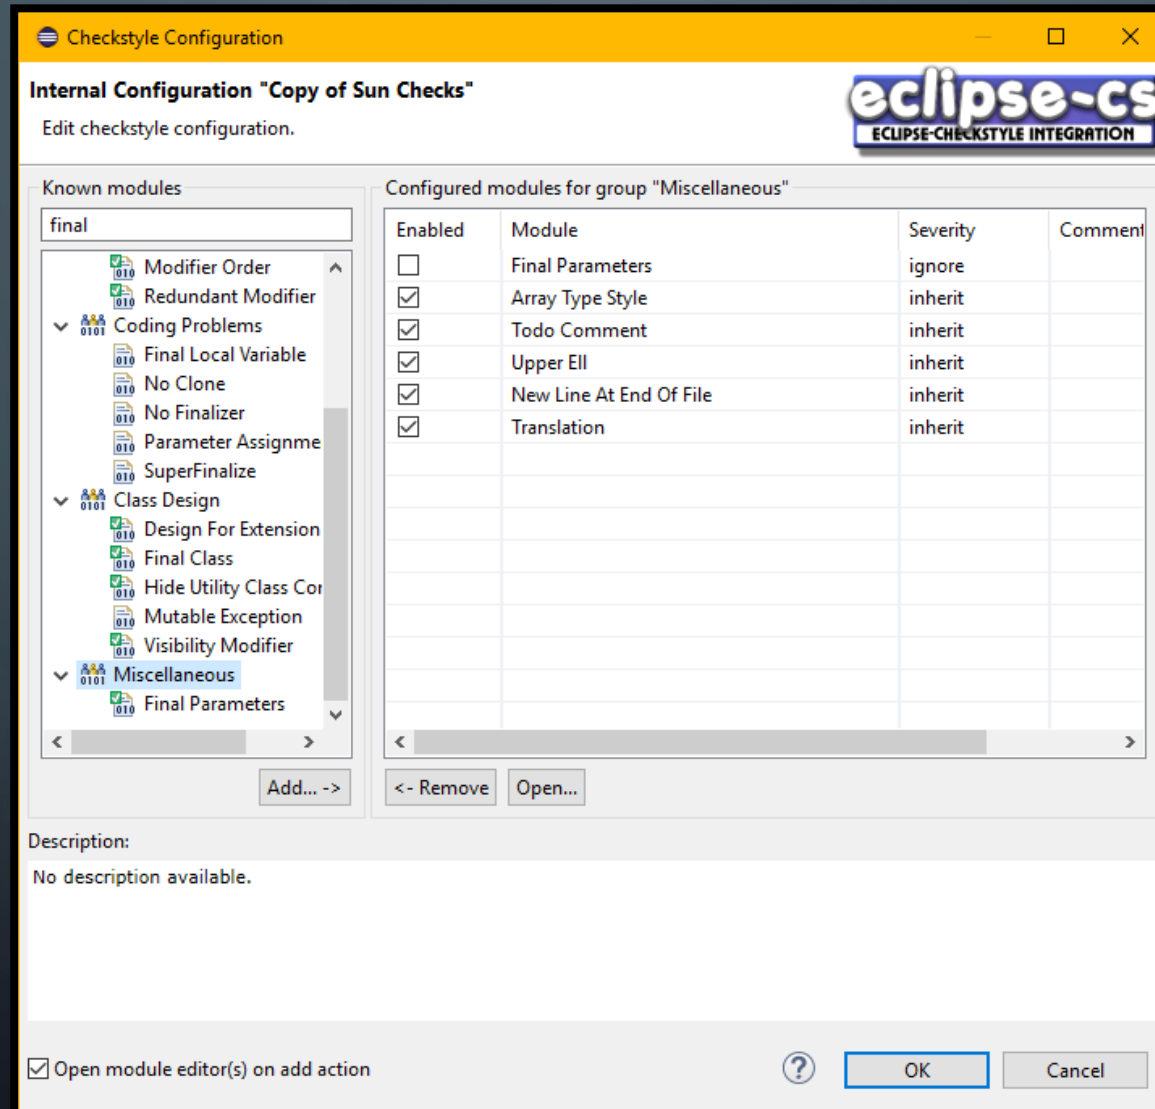 Checkstyle Configuration
Internal Configuration "Copy of Sun Checks"
Edit checkstyle configuration.
eclipse-cs
ECLIPSE-CHECKSTYLE INTEGRATION
Known modules
final
Modifier Order
Redundant Modifier
Coding Problems
Final Local Variable
No Clone
No Finalizer
Parameter Assignme
SuperFinalize
Class Design
Design For Extension
Final Class
Hide Utility Class Cor
Mutable Exception
Visibility Modifier
Miscellaneous
Final Parameters
Add... ->
Configured modules for group "Miscellaneous"
Enabled Module Severity Comment
Final Parameters ignore
Array Type Style inherit
Todo Comment inherit
Upper Ell inherit
New Line At End Of File inherit
Translation inherit
<- Remove Open...
Description:
No description available.
Open module editor(s) on add action
? OK Cancel